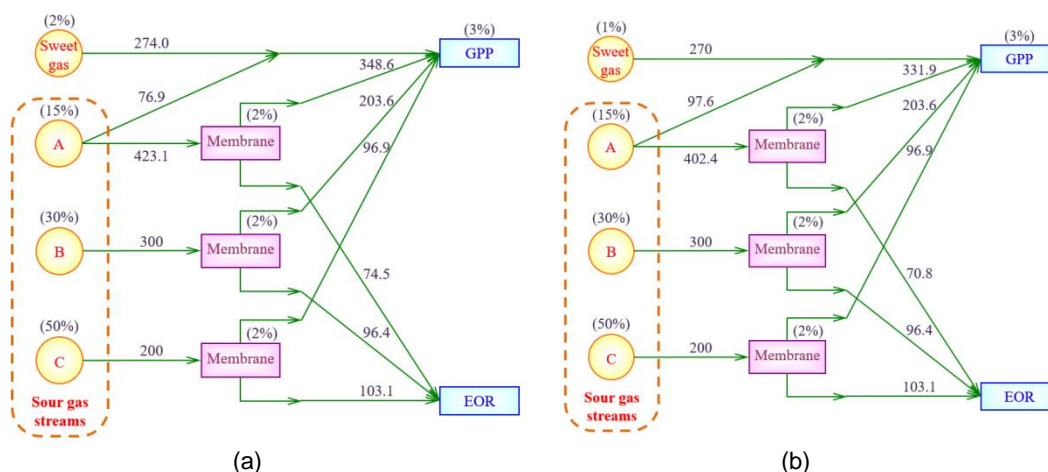 (2%)
Sweet
gas
274.0
76.9
(15%)
A
423.1
Membrane
(2%)
348.6
203.6
96.9
(3%)
GPP
(30%)
B
300
Membrane
(2%)
74.5
96.4
(50%)
C
200
Membrane
(2%)
103.1
EOR
Sour gas
streams
(a)
(1%)
Sweet
gas
270
97.6
(15%)
A
402.4
Membrane
(2%)
331.9
203.6
96.9
(3%)
GPP
(30%)
B
300
Membrane
(2%)
70.8
96.4
(50%)
C
200
Membrane
(2%)
103.1
EOR
Sour gas
streams
(b)